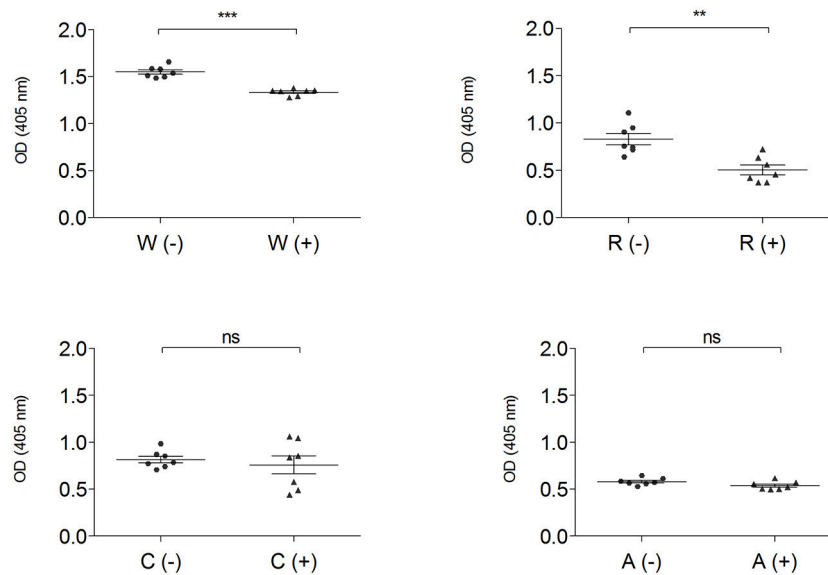 ***
2.0
1.5
1.0
0.5
0.0
OD (405 nm)
W (-)
W (+)
**
2.0
1.5
1.0
0.5
0.0
OD (405 nm)
R (-)
R (+)
ns
2.0
1.5
1.0
0.5
0.0
OD (405 nm)
C (-)
C (+)
ns
2.0
1.5
1.0
0.5
0.0
OD (405 nm)
A (-)
A (+)